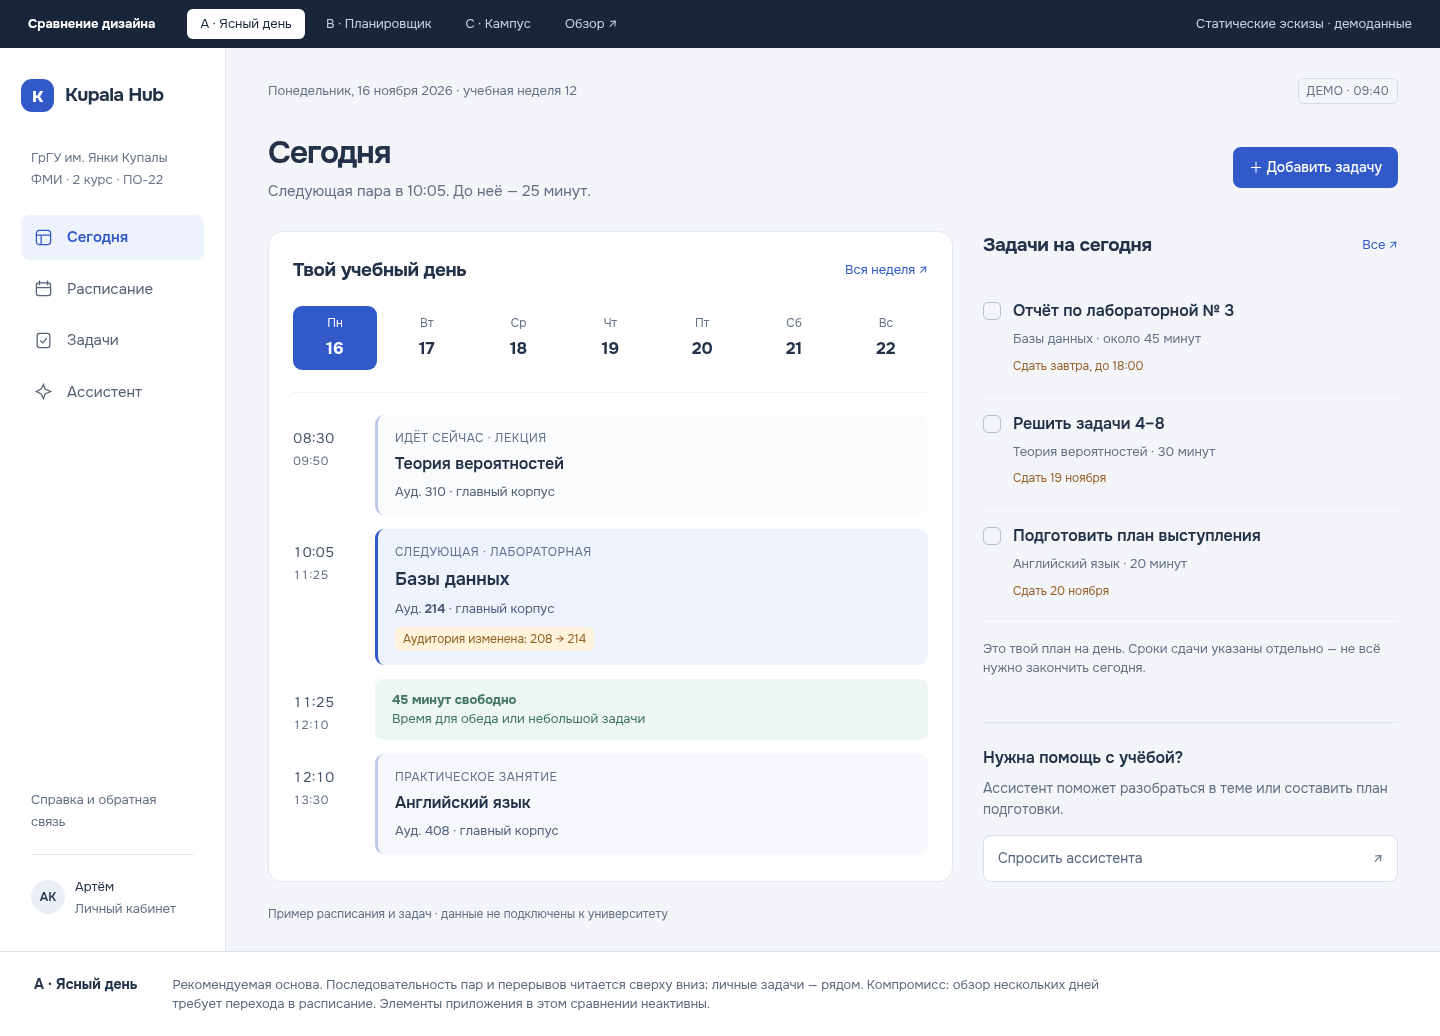 Сравнение дизайна
А · Ясный день
В · Планировщик
С · Кампус
Обзор ↗
Статические эскизы · демоданные
K
Kupala Hub
ГрГУ им. Янки Купалы
ФМИ · 2 курс · ПО-22
Сегодня
Расписание
Задачи
Ассистент
Справка и обратная
связь
АК
Артём
Личный кабинет
Понедельник, 16 ноября 2026 · учебная неделя 12
ДЕМО · 09:40
Сегодня
Следующая пара в 10:05. До неё — 25 минут.
+ Добавить задачу
Твой учебный день
Вся неделя ↗
Пн
16
Вт
17
Ср
18
Чт
19
Пт
20
Сб
21
Вс
22
08:30
09:50
ИДЁТ СЕЙЧАС · ЛЕКЦИЯ
Теория вероятностей
Ауд. 310 · главный корпус
10:05
11:25
СЛЕДУЮЩАЯ · ЛАБОРАТОРНАЯ
Базы данных
Ауд. 214 · главный корпус
Аудитория изменена: 208 → 214
11:25
12:10
45 минут свободно
Время для обеда или небольшой задачи
12:10
13:30
ПРАКТИЧЕСКОЕ ЗАНЯТИЕ
Английский язык
Ауд. 408 · главный корпус
Задачи на сегодня
Все ↗
Отчёт по лабораторной № 3
Базы данных · около 45 минут
Сдать завтра, до 18:00
Решить задачи 4–8
Теория вероятностей · 30 минут
Сдать 19 ноября
Подготовить план выступления
Английский язык · 20 минут
Сдать 20 ноября
Это твой план на день. Сроки сдачи указаны отдельно — не всё
нужно закончить сегодня.
Нужна помощь с учёбой?
Ассистент поможет разобраться в теме или составить план
подготовки.
Спросить ассистента ↗
Пример расписания и задач · данные не подключены к университету
А · Ясный день
Рекомендуемая основа. Последовательность пар и перерывов читается сверху вниз; личные задачи — рядом. Компромисс: обзор нескольких дней
требует перехода в расписание. Элементы приложения в этом сравнении неактивны.